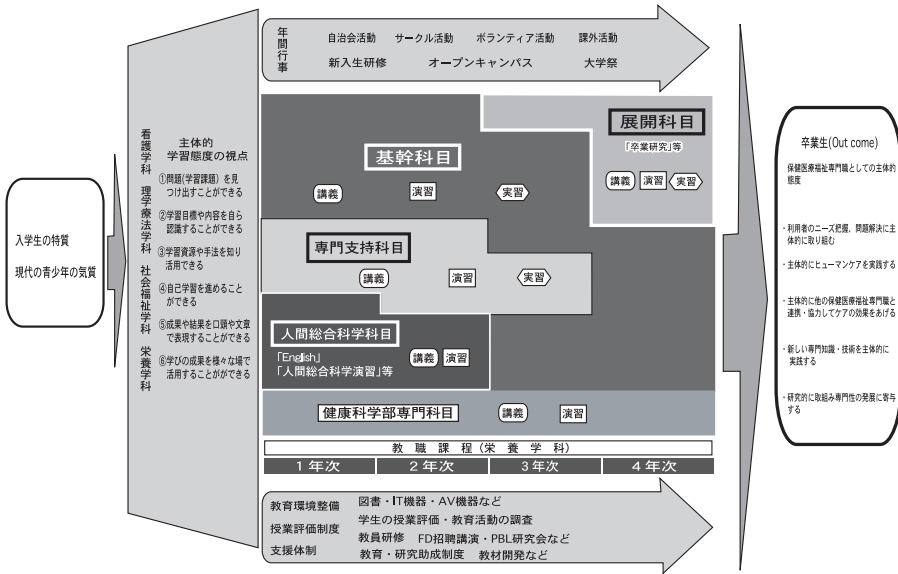 入学生の特質
現代の青少年の気質
看護学科 理学療法学科 社会福祉学科 栄養学科
主体的
学習態度の視点
①問題(学習課題)を見
つけ出すことができる
②学習目標や内容を自ら
認識することができる
③学習資源や手法を知り
活用できる
④自己学習を進めること
ができる
⑤成果や結果を口頭や文章
で表現することができる
⑥学びの成果を様々な場で
活用することができる
年間行事
自治会活動 サークル活動 ボランティア活動 課外活動
新入生研修 オープンキャンパス 大学祭
展開科目
「卒業研究」等
講義 演習 実習
基幹科目
講義 演習 実習
専門支持科目
講義 演習 実習
人間総合科学科目
「English」
「人間総合科学演習」等
講義 演習
健康科学部専門科目 講義 演習
教職課程(栄養学科)
1年次 2年次 3年次 4年次
教育環境整備 図書・IT機器・AV機器など
授業評価制度 学生の授業評価・教育活動の調査
教員研修 FD招聘講演・PBL研究会など
支援体制 教育・研究助成制度 教材開発など
卒業生(Out come)
保健医療福祉専門職としての主体的
態度
・利用者のニーズ把握、問題解決に主
体的に取り組む
・主体的にヒューマンケアを実践する
・主体的に他の保健医療福祉専門職と
連携・協力してケアの効果をあげる
・新しい専門知識・技術を主体的に
実践する
・研究的に取組み専門性の発展に寄与
する